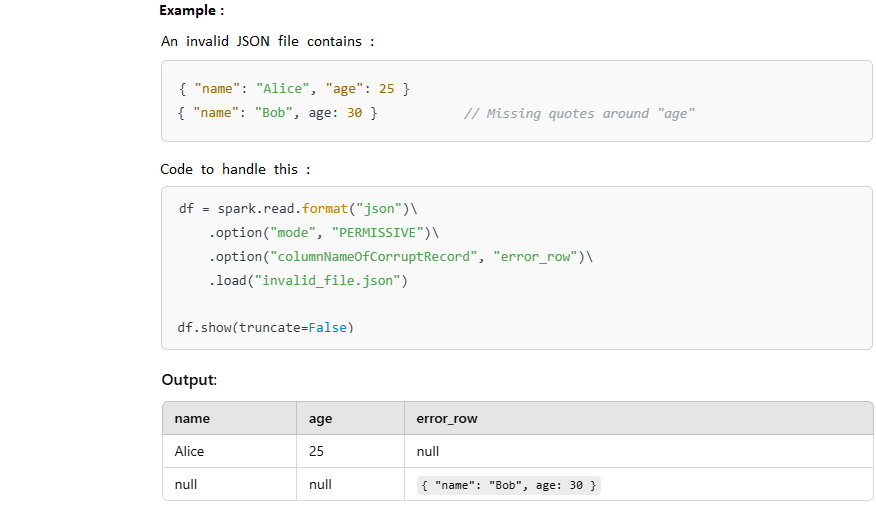 Example :
An invalid JSON file contains :
{ "name": "Alice", "age": 25 }
{ "name": "Bob", age: 30 } // Missing quotes around "age"
Code to handle this :
df = spark.read.format("json")\
.option("mode", "PERMISSIVE")\
.option("columnNameOfCorruptRecord", "error_row")\
.load("invalid_file.json")
df.show(truncate=False)
Output:
name age error_row
Alice 25 null
null null { "name": "Bob", age: 30 }